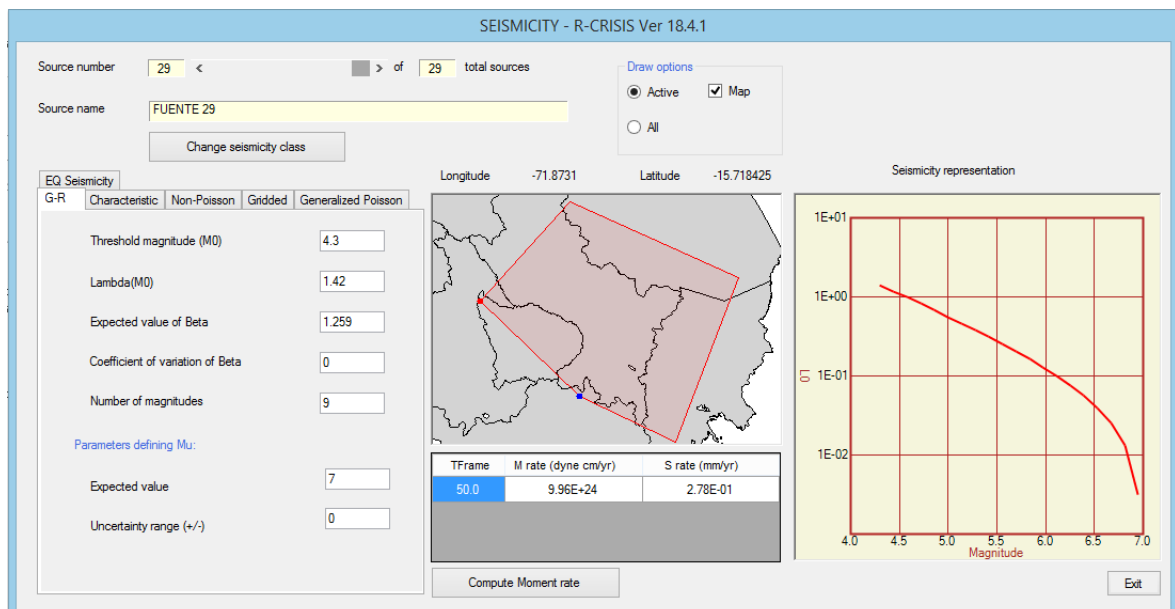 SEISMICITY - R-CRISIS Ver 18.4.1
Source number 29 < > of 29 total sources
Source name FUENTE 29
Change seismicity class
Draw options
Active Map
All
EQ Seismicity
G-R Characteristic Non-Poisson Gridded Generalized Poisson
Threshold magnitude (M0) 4.3
Lambda(M0) 1.42
Expected value of Beta 1.259
Coefficient of variation of Beta 0
Number of magnitudes 9
Parameters defining Mu:
Expected value 7
Uncertainty range (+/-) 0
Longitude -71.8731 Latitude -15.718425
TFrame M rate (dyne cm/yr) S rate (mm/yr)
50.0 9.96E+24 2.78E-01
Compute Moment rate
Seismicity representation
1E+01
1E+00
1E-01
1E-02
L0
4.0 4.5 5.0 5.5 6.0 6.5 7.0
Magnitude
Exit